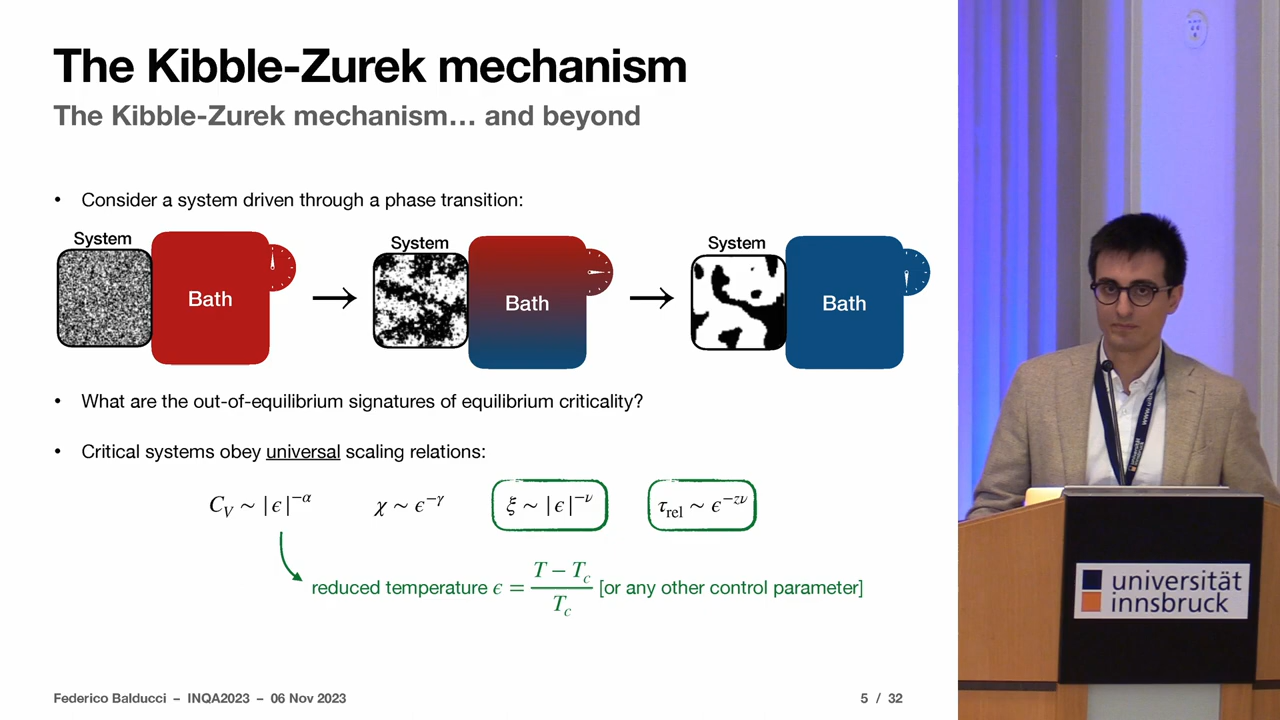 The Kibble-Zurek mechanism
The Kibble-Zurek mechanism… and beyond
• Consider a system driven through a phase transition:
System
Bath
System
Bath
System
Bath
• What are the out-of-equilibrium signatures of equilibrium criticality?
• Critical systems obey universal scaling relations:
C_V ~ |ϵ|^{−α} χ ~ ϵ^{−γ} ξ ~ |ϵ|^{−ν} τ_rel ~ ϵ^{−zν}
reduced temperature ϵ = (T − T_c)/T_c [or any other control parameter]
Federico Balducci – INQA2023 – 06 Nov 2023
5 / 32
universität
innsbruck